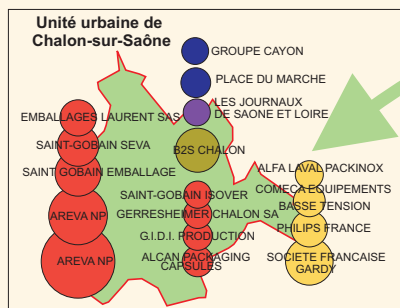 Unité urbaine de
Chalon-sur-Saône
GROUPE CAYON
PLACE DU MARCHE
LES JOURNAUX
DE SAONE ET LOIRE
EMBALLAGES LAURENT SAS
SAINT-GOBAIN SEVA
B2S CHALON
SAINT GOBAIN EMBALLAGE
ALFA LAVAL PACKINOX
COMECA EQUIPEMENTS
BASSE TENSION
SAINT-GOBAIN ISOVER
AREVA NP
GERRESHEIMER CHALON SA
PHILIPS FRANCE
G.I.D.I. PRODUCTION
AREVA NP
ALCAN PACKAGING
CAPSULES
SOCIETE FRANCAISE
GARDY